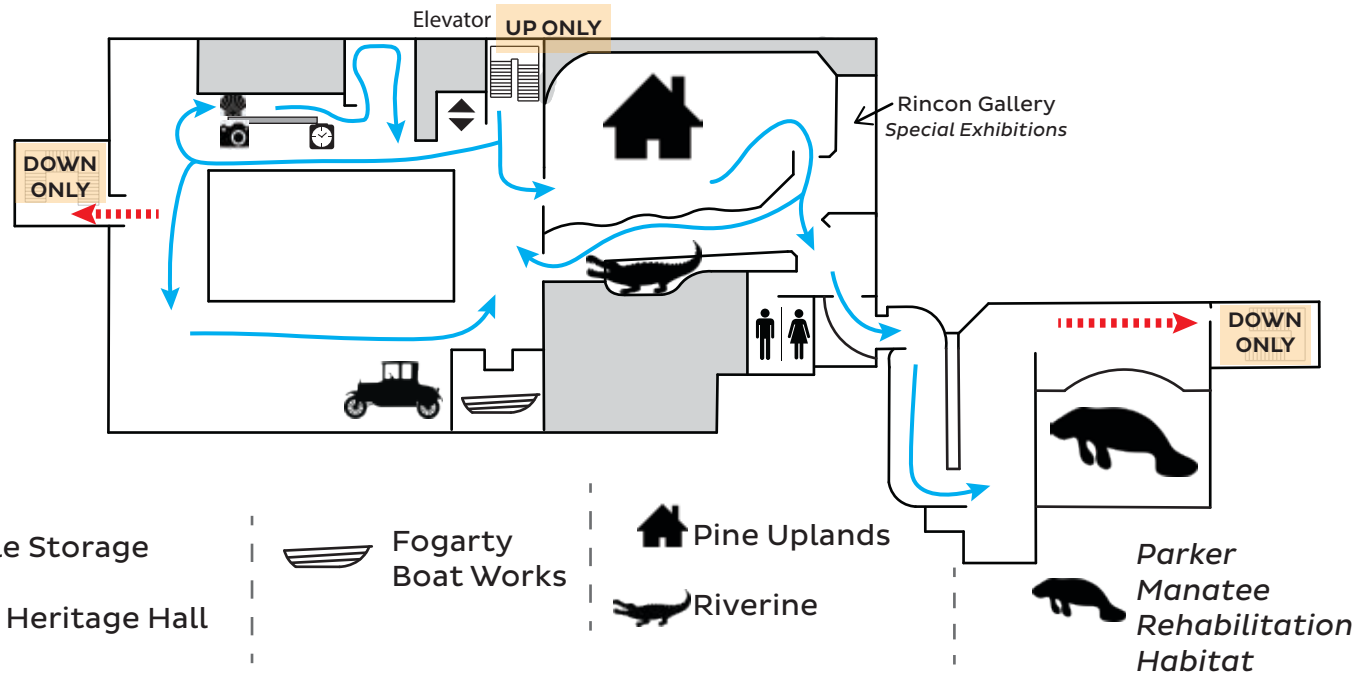 Elevator
UP ONLY
Rincon Gallery
Special Exhibitions
DOWN
ONLY
DOWN
ONLY
Storage
Heritage Hall
Fogarty
Boat Works
Pine Uplands
Riverine
Parker
Manatee
Rehabilitation
Habitat